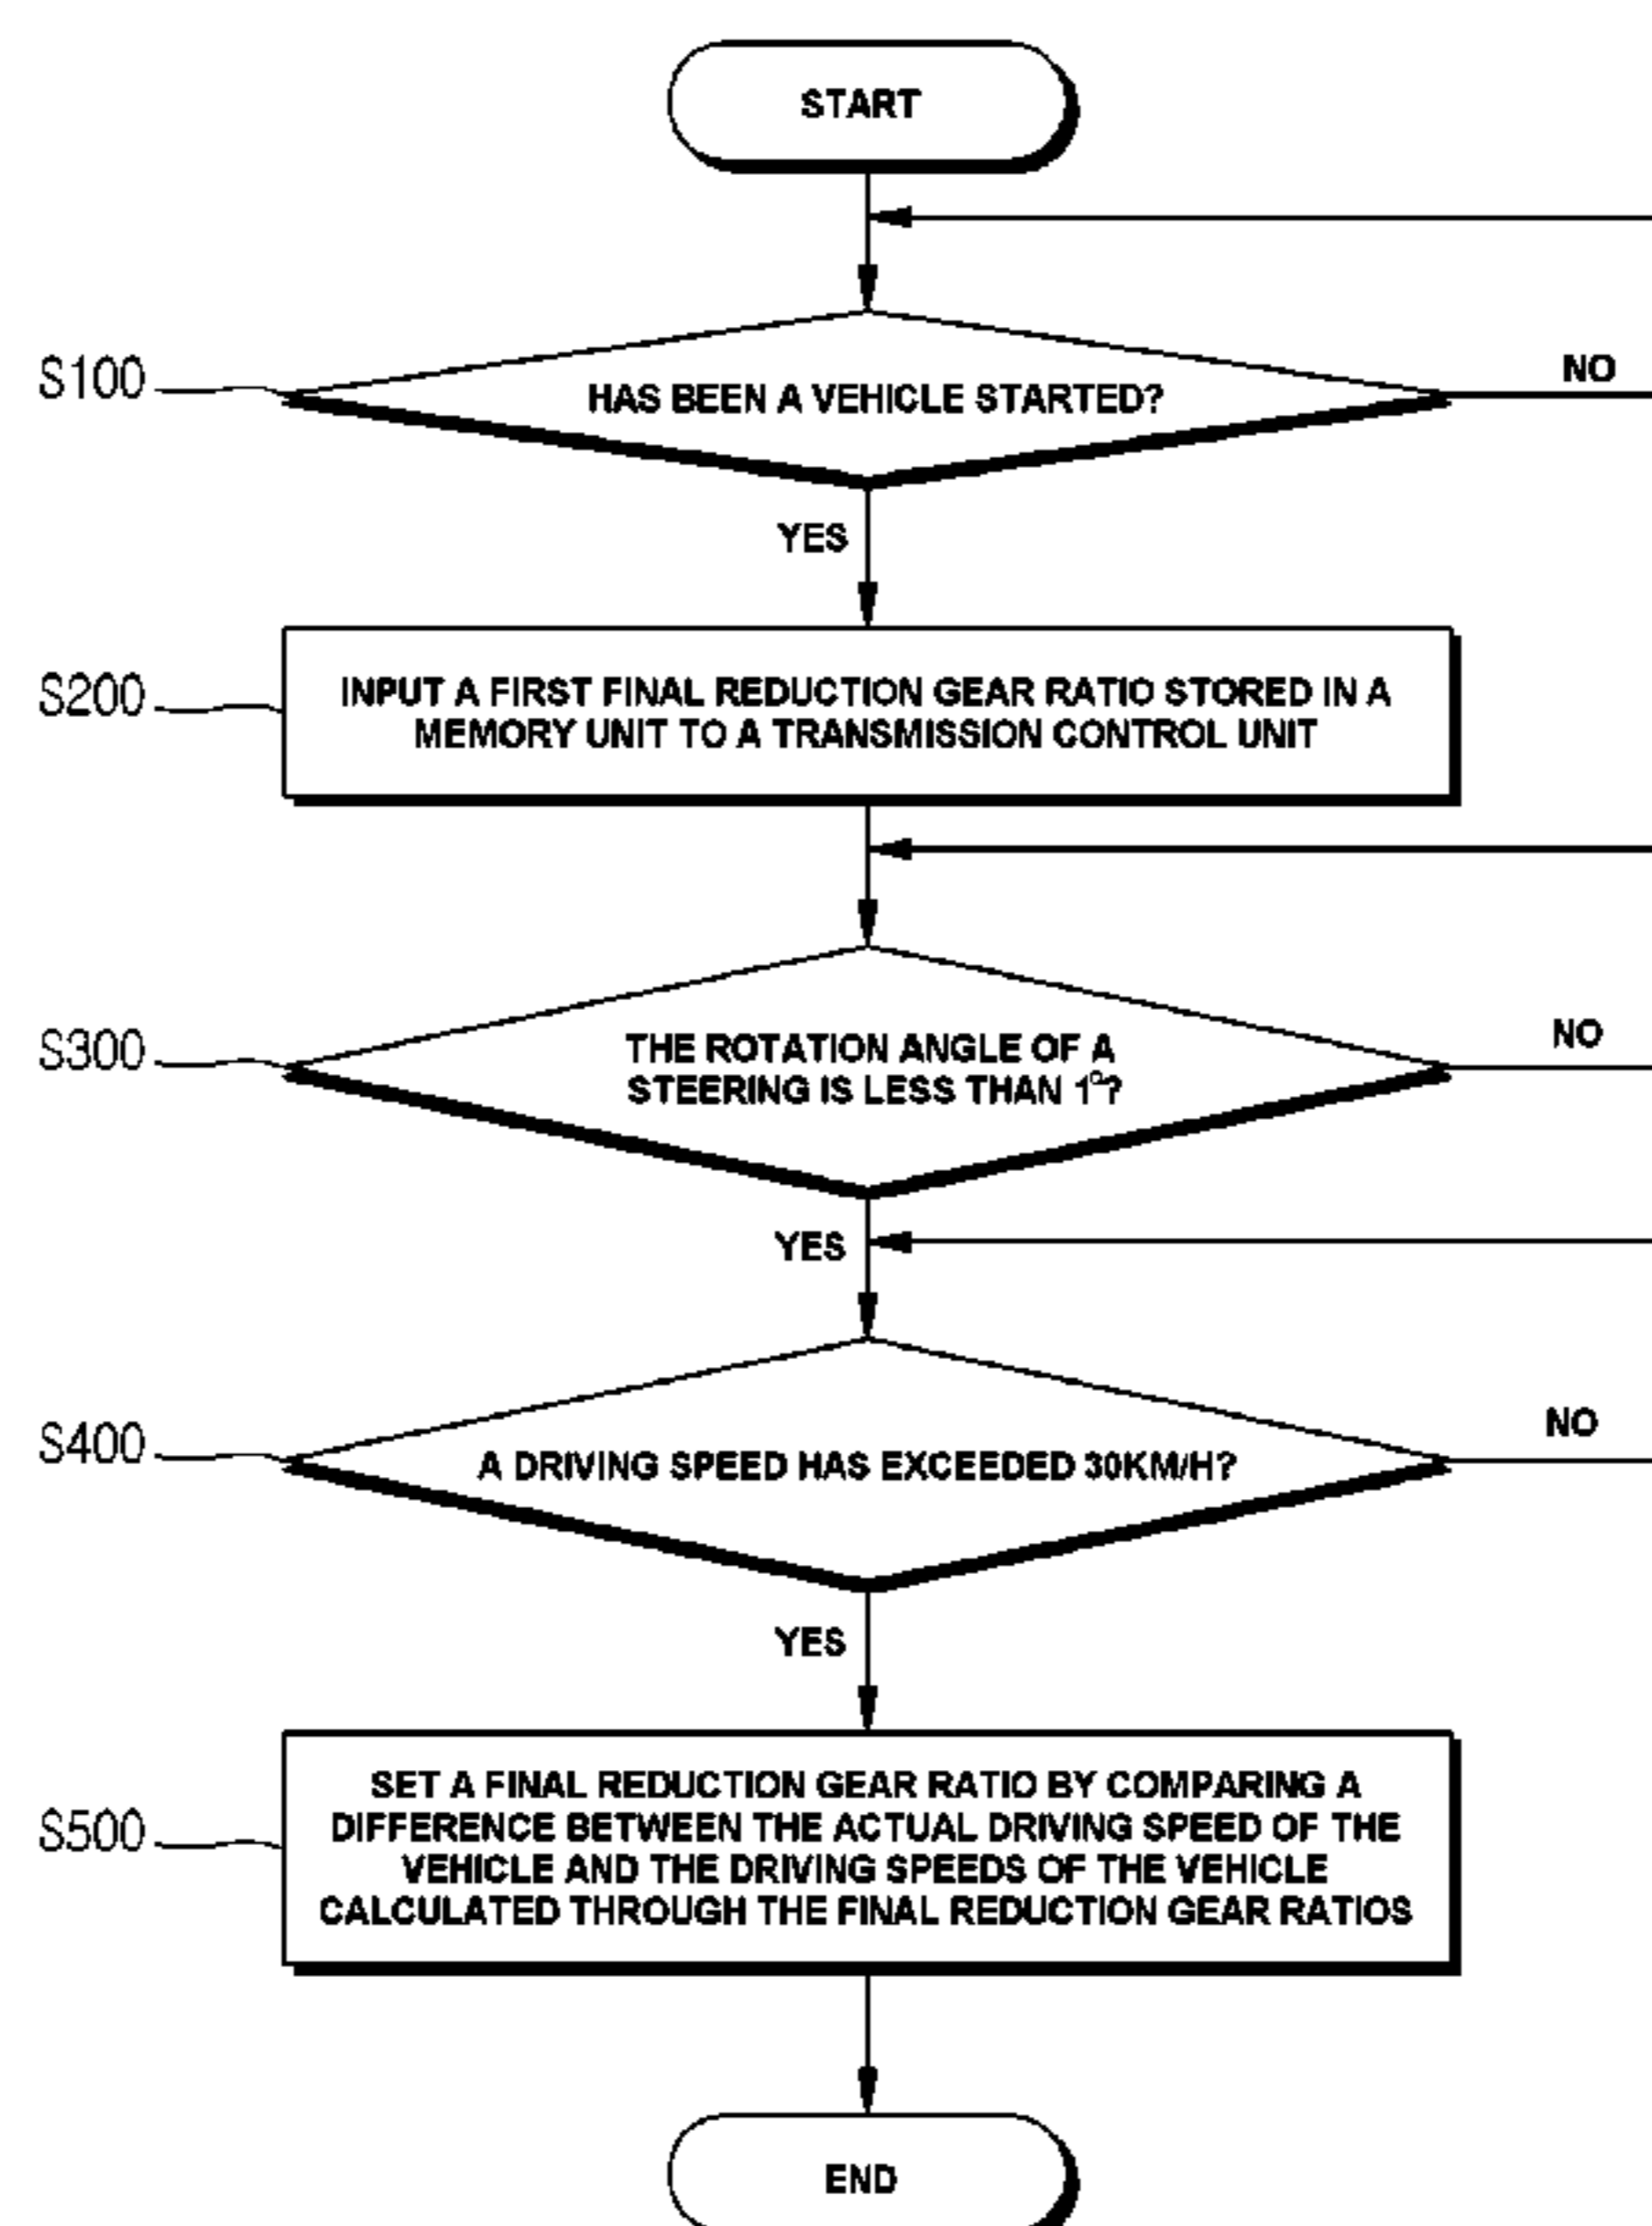 START
S100
HAS BEEN A VEHICLE STARTED?
NO
YES
S200
INPUT A FIRST FINAL REDUCTION GEAR RATIO STORED IN A
MEMORY UNIT TO A TRANSMISSION CONTROL UNIT
S300
THE ROTATION ANGLE OF A
STEERING IS LESS THAN 1°?
NO
YES
S400
A DRIVING SPEED HAS EXCEEDED 30KM/H?
NO
YES
S500
SET A FINAL REDUCTION GEAR RATIO BY COMPARING A
DIFFERENCE BETWEEN THE ACTUAL DRIVING SPEED OF THE
VEHICLE AND THE DRIVING SPEEDS OF THE VEHICLE
CALCULATED THROUGH THE FINAL REDUCTION GEAR RATIOS
END